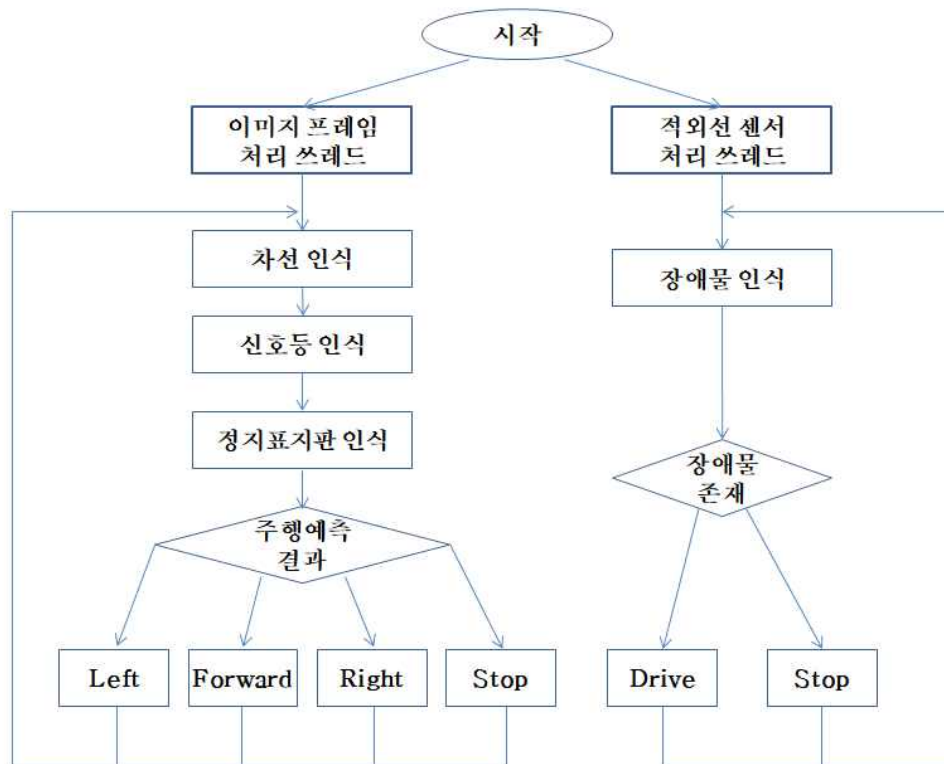 시작
이미지 프레임
처리 쓰레드
적외선 센서
처리 쓰레드
차선 인식
장애물 인식
신호등 인식
정지표지판 인식
장애물
존재
주행예측
결과
Left
Forward
Right
Stop
Drive
Stop